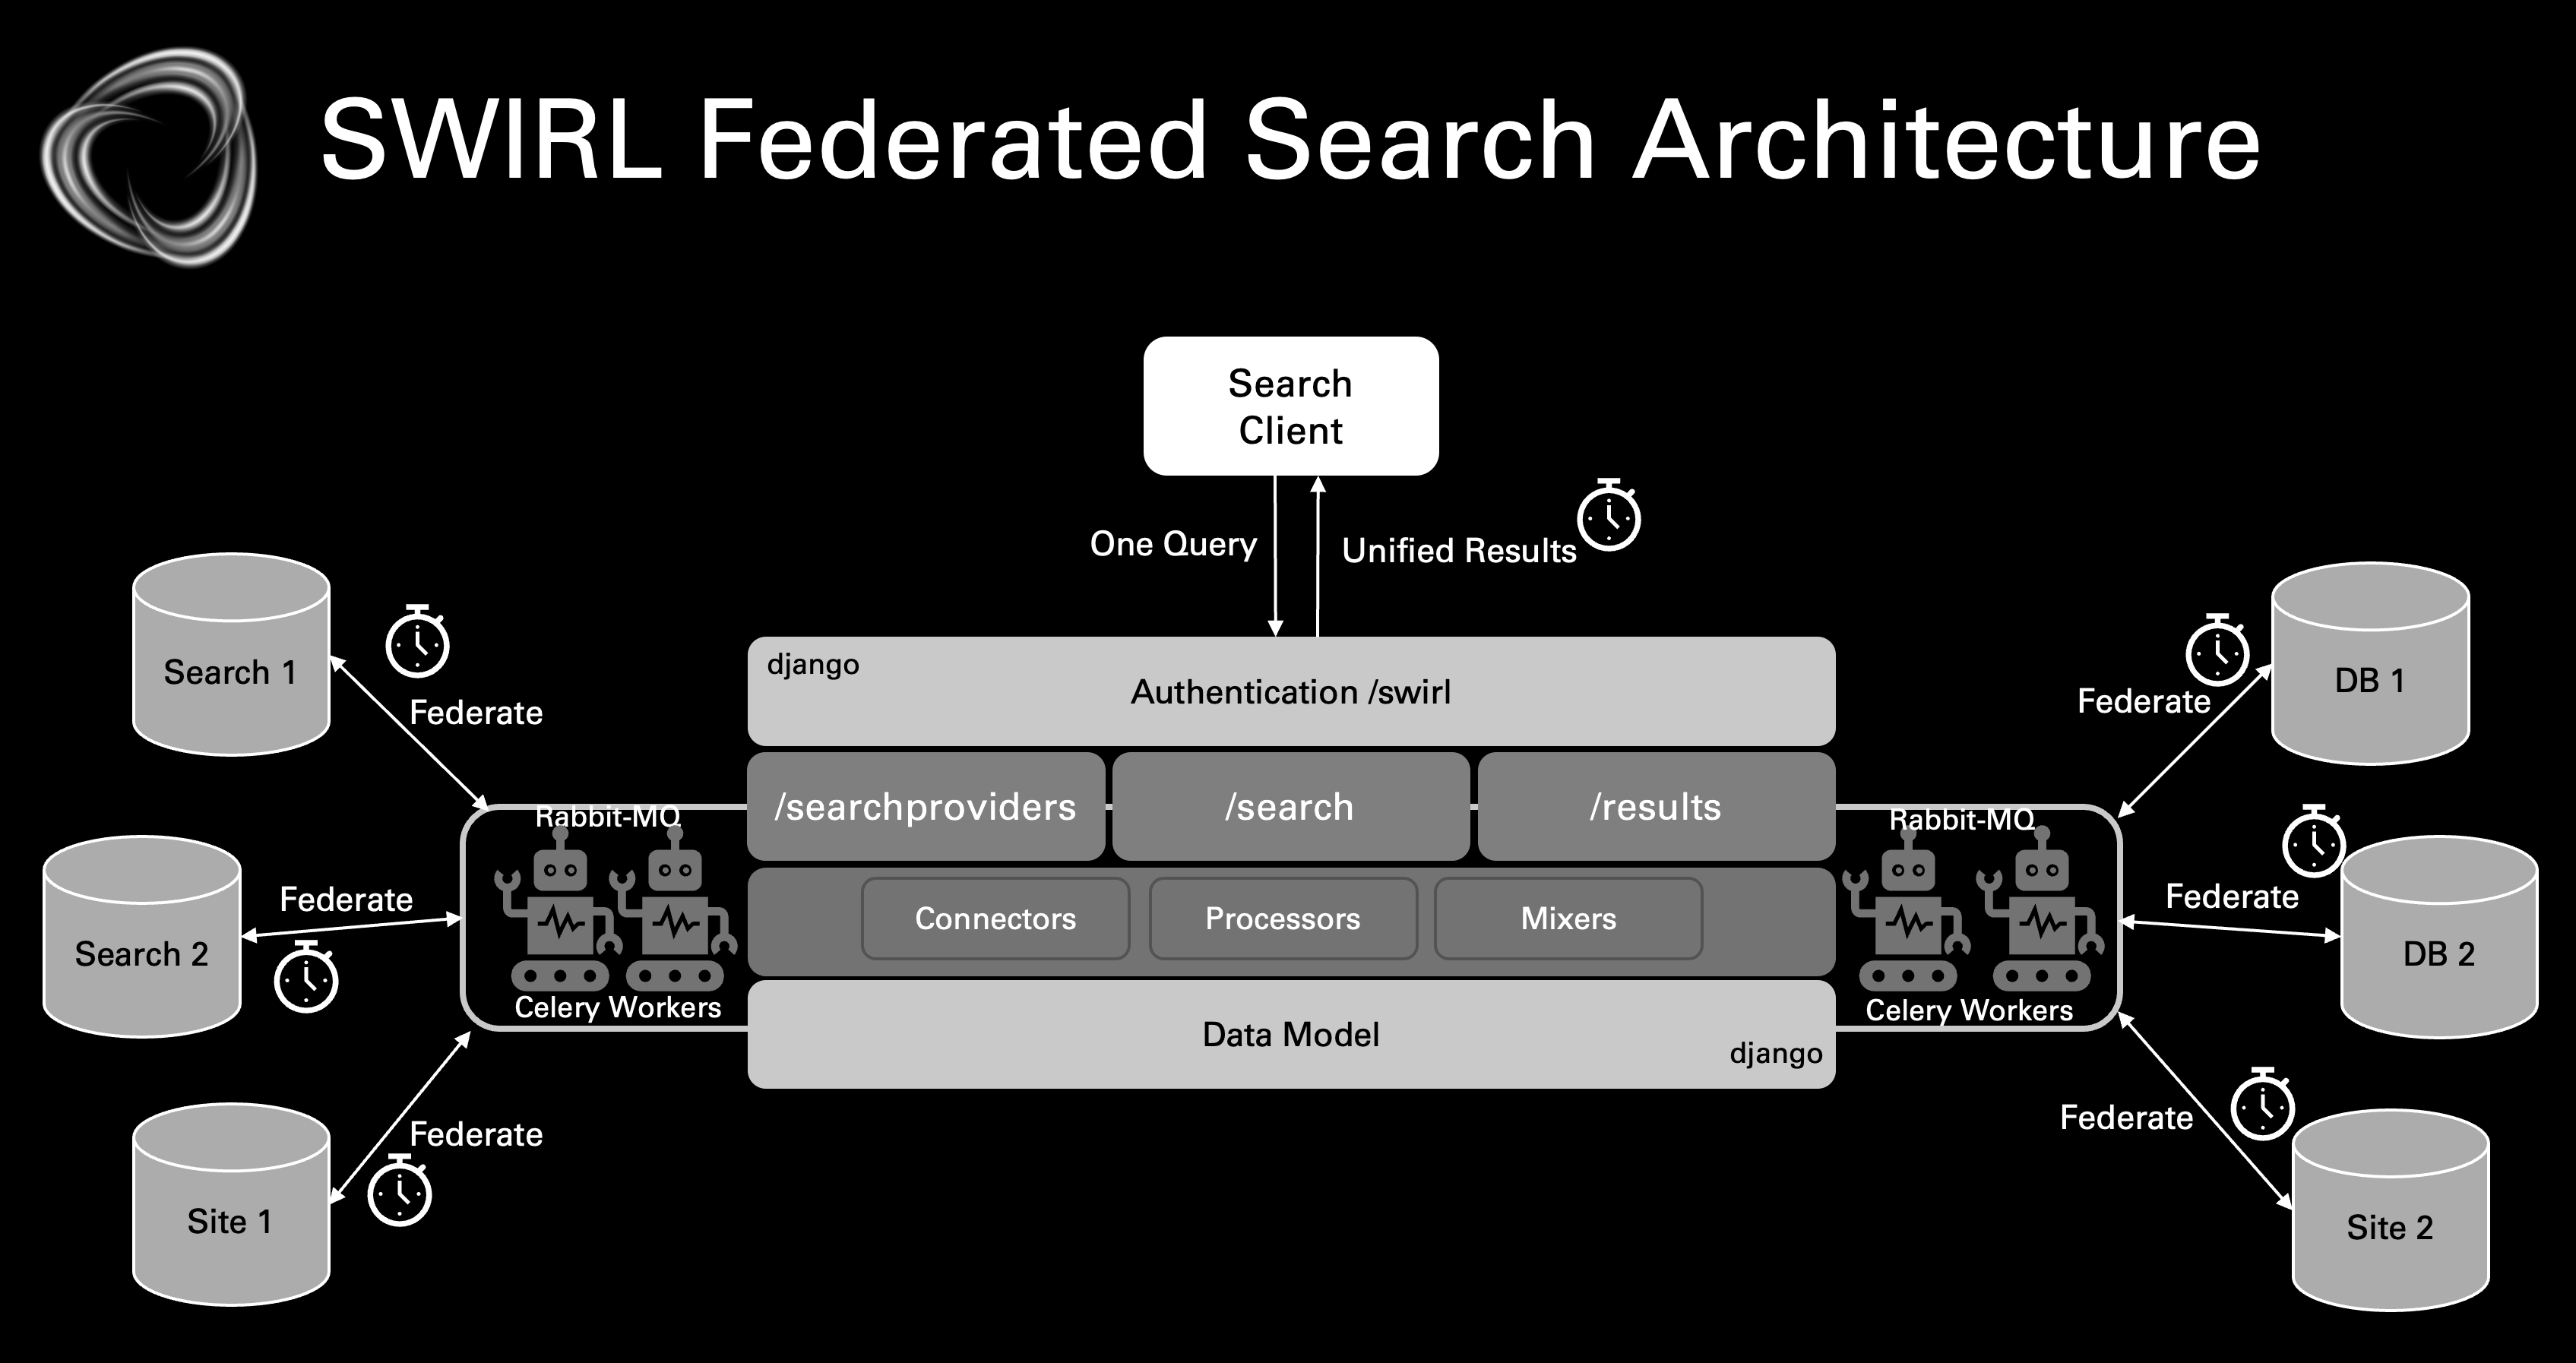 SWIRL Federated Search Architecture
Search
Client
One Query
Unified Results
django
Authentication /swirl
/searchproviders
/search
/results
Connectors
Processors
Mixers
Data Model
django
Rabbit-MQ
Celery Workers
Rabbit-MQ
Celery Workers
Search 1
Federate
Search 2
Federate
Site 1
Federate
DB 1
Federate
DB 2
Federate
Site 2
Federate